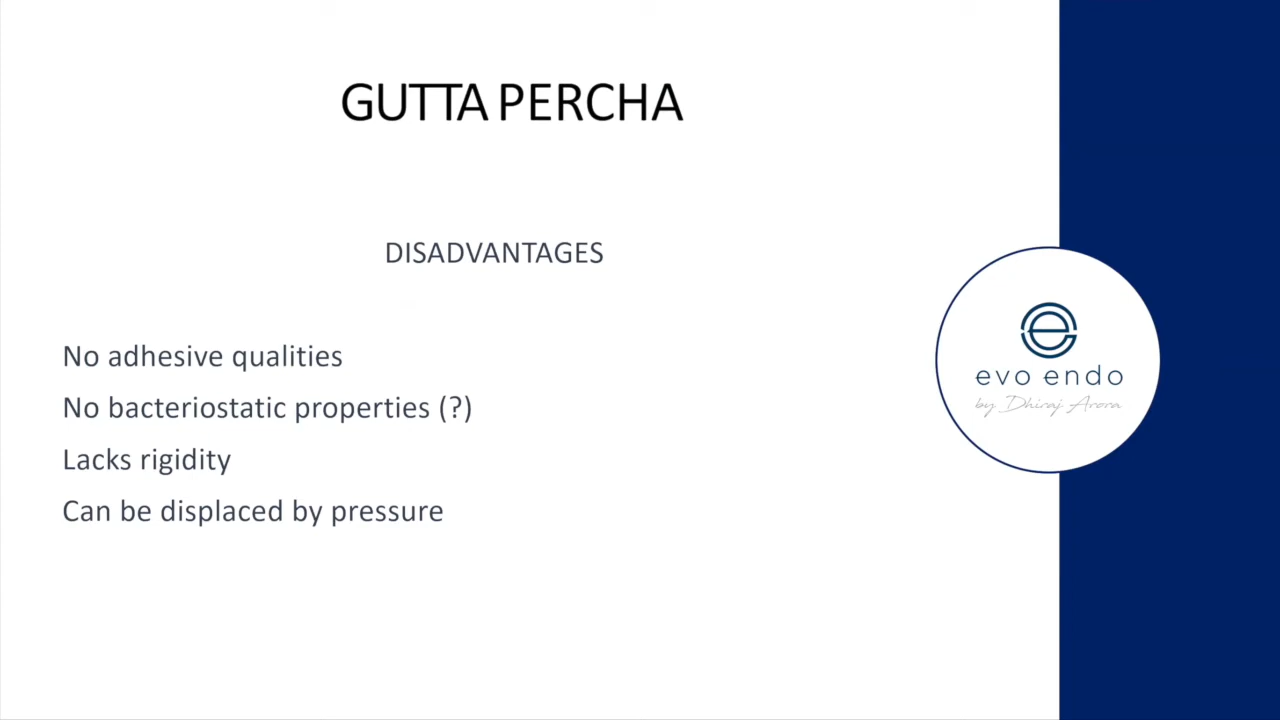 GUTTA PERCHA
DISADVANTAGES
No adhesive qualities
No bacteriostatic properties (?)
Lacks rigidity
Can be displaced by pressure
evo endo
by Dhiraj Arora